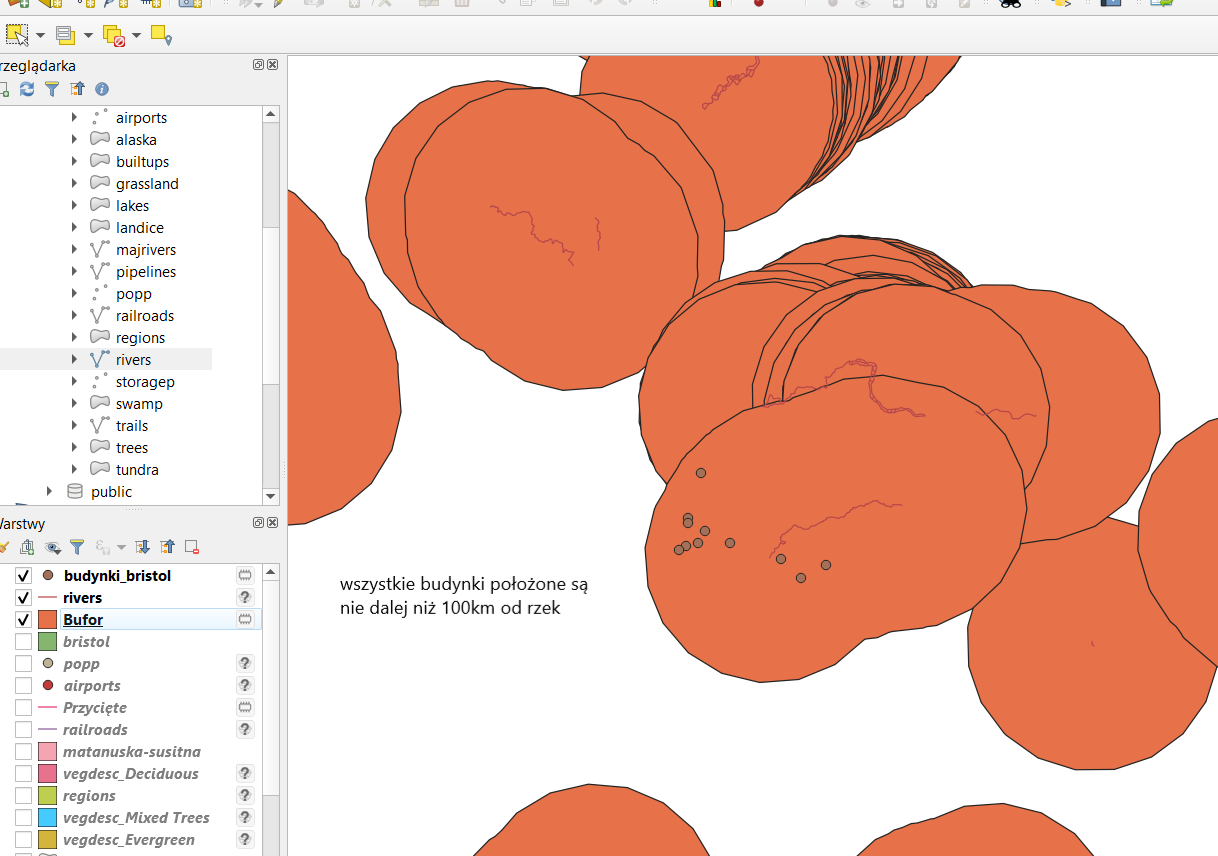 rzeglądarka
airports
alaska
builtups
grassland
lakes
landice
majrivers
pipelines
popp
railroads
regions
rivers
storagep
swamp
trails
trees
tundra
public
Warstwy
budynki_bristol
rivers
Bufor
bristol
popp
airports
Przycięte
railroads
matanuska-susitna
vegdesc_Deciduous
regions
vegdesc_Mixed Trees
vegdesc_Evergreen
wszystkie budynki położone są
nie dalej niż 100km od rzek